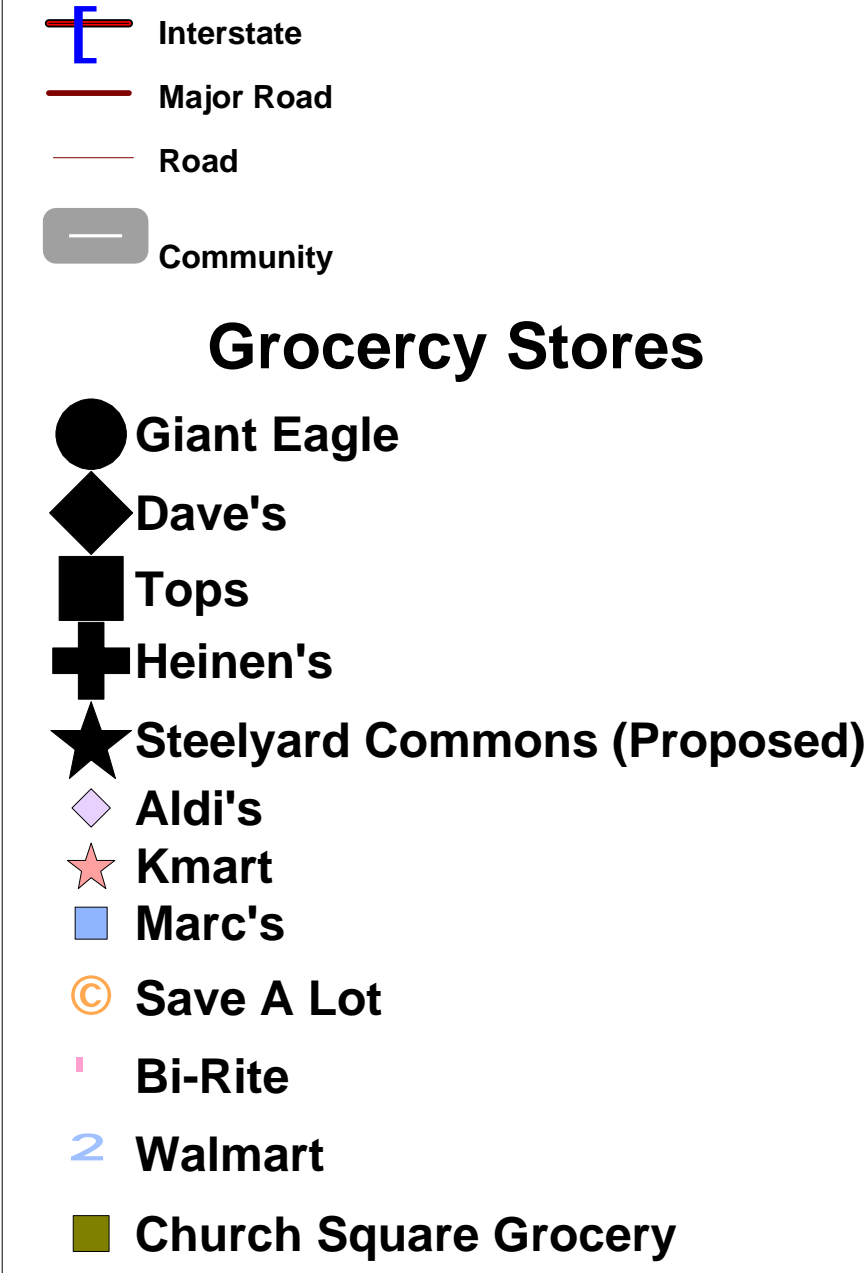 [ Interstate
Major Road
Road
Community
Grocercy Stores
Giant Eagle
Dave's
Tops
Heinen's
Steelyard Commons (Proposed)
Aldi's
Kmart
Marc's
© Save A Lot
' Bi-Rite
2 Walmart
Church Square Grocery